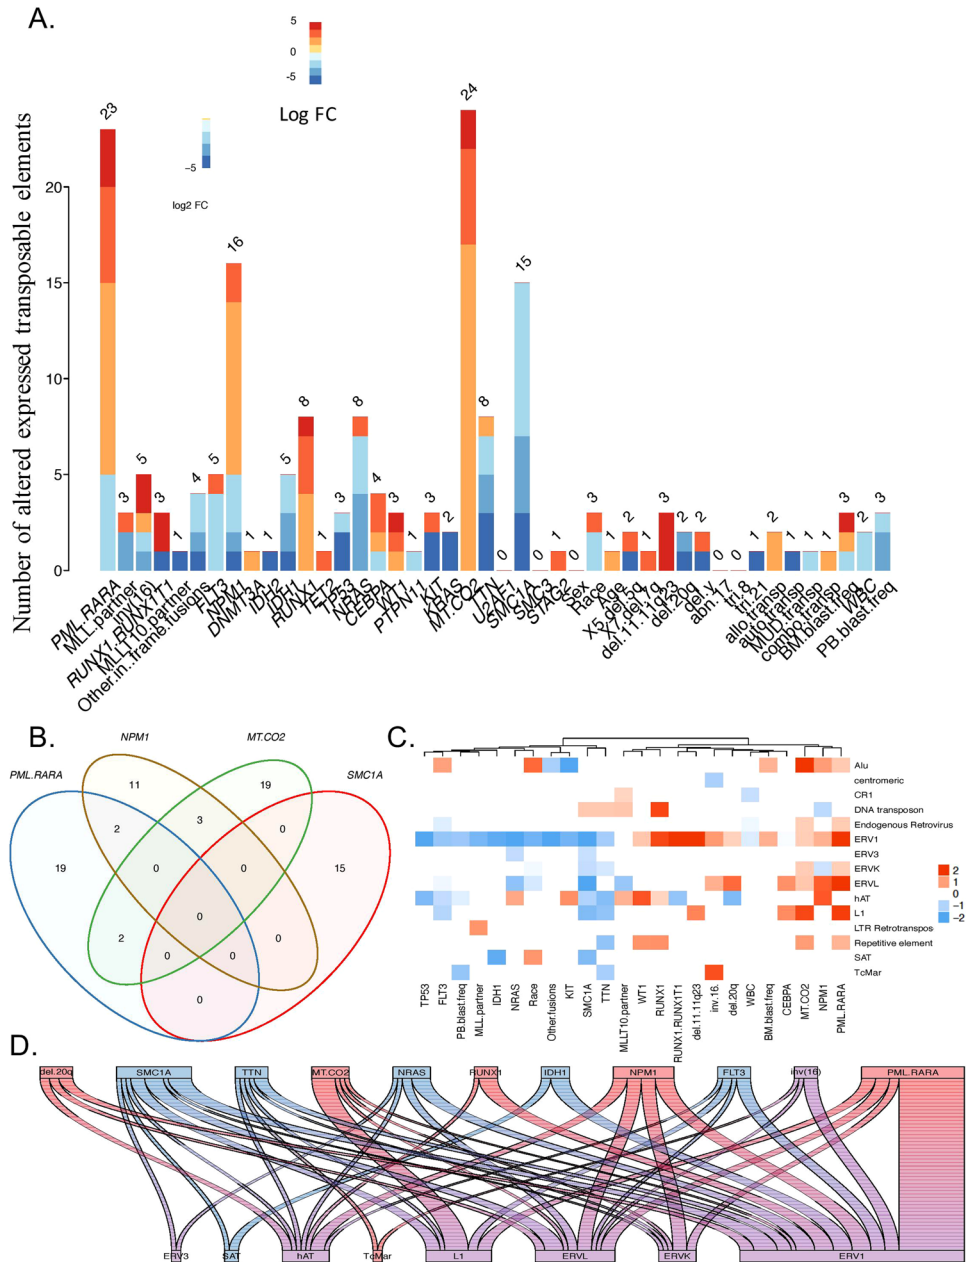 A.
5
0
-5
Log FC
-5
log2 FC
Number of altered expressed transposable elements
20
15
10
5
0
23
3
5
3
1
4
5
16
1
1
5
8
1
3
8
4
3
1
3
2
24
8
0
15
0
1
0
3
1
2
1
3
2
2
0
0
1
2
1
1
1
3
2
3
PML.RARA
MLL.partner
inv(16)
RUNX1.RUNX1T1
MLLT10.partner
Other.in..frame.fusions
FLT3
NPM1
DNMT3A
IDH2
IDH1
RUNX1
TET2
TP53
NRAS
CEBPA
WT1
PTPN11
KIT
KRAS
MT.CO2
TTN
U2AF1
SMC1A
SMC3
STAG2
Sex
Race
Age
X5.del.5q
X7.del.7q
del.11.11q23
del.20q
del.y
abn.17
tri.8
tri.21
allo.transp
auto.transp
MUD.transp
compo.transp
BM.blast.freq
WBC
PB.blast.freq
B.
NPM1
MT.CO2
PML.RARA
SMC1A
11
19
2
3
0
19
0
0
15
0
2
0
0
0
0
C.
Alu
centromeric
CR1
DNA transposon
Endogenous Retrovirus
ERV1
ERV3
ERVK
ERVL
hAT
L1
LTR Retrotranspos
Repetitive element
SAT
TcMar
2
1
0
-1
-2
TP53
FLT3
PB.blast.freq
MLL.partner
IDH1
NRAS
Race
Other.fusions
KIT
SMC1A
TTN
MLLT10.partner
WT1
RUNX1
RUNX1.RUNX1T1
del.11.11q23
inv.16.
del.20q
WBC
BM.blast.freq
CEBPA
MT.CO2
NPM1
PML.RARA
D.
del.20q
SMC1A
TTN
MT.CO2
NRAS
RUNX1
IDH1
NPM1
FLT3
inv(16)
PML.RARA
ERV3
SAT
hAT
TcMar
L1
ERVL
ERVK
ERV1